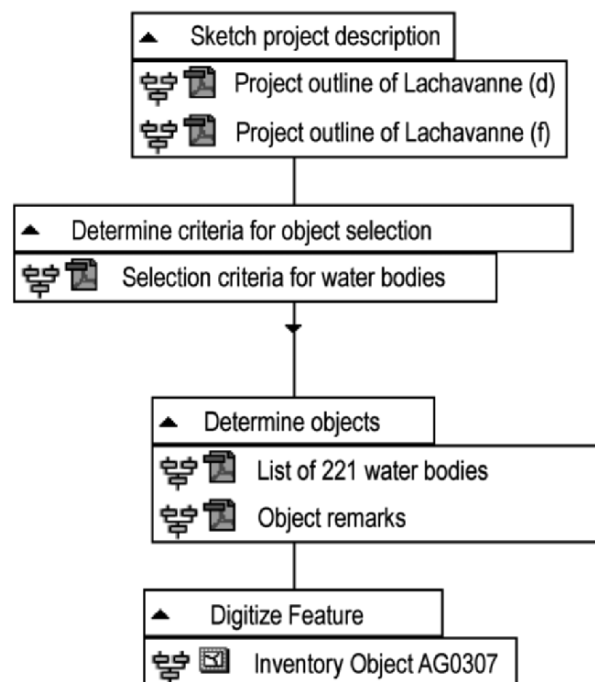 Sketch project description
Project outline of Lachavanne (d)
Project outline of Lachavanne (f)
Determine criteria for object selection
Selection criteria for water bodies
Determine objects
List of 221 water bodies
Object remarks
Digitize Feature
Inventory Object AG0307